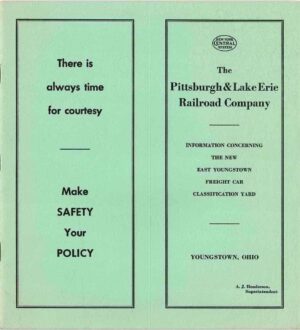 There is
always time
for courtesy
Make
SAFETY
Your
POLICY
NEW YORK
CENTRAL
SYSTEM
The
Pittsburgh & Lake Erie
Railroad Company
INFORMATION CONCERNING
THE NEW
EAST YOUNGSTOWN
FREIGHT CAR
CLASSIFICATION YARD
YOUNGSTOWN, OHIO
A. J. Henderson,
Superintendent